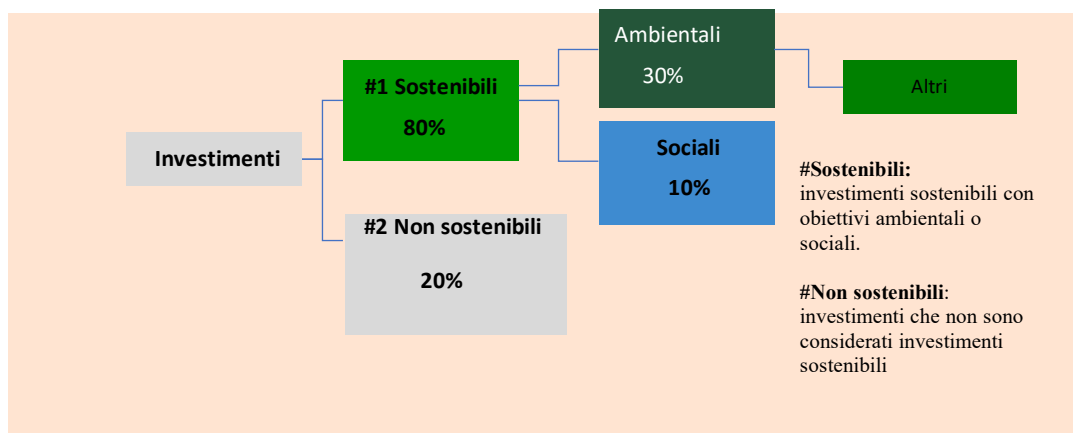 Ambientali
30%
#1 Sostenibili
80%
Altri
Investimenti
Sociali
10%
#2 Non sostenibili
20%
#Sostenibili:
investimenti sostenibili con
obiettivi ambientali o
sociali.
#Non sostenibili:
investimenti che non sono
considerati investimenti
sostenibili